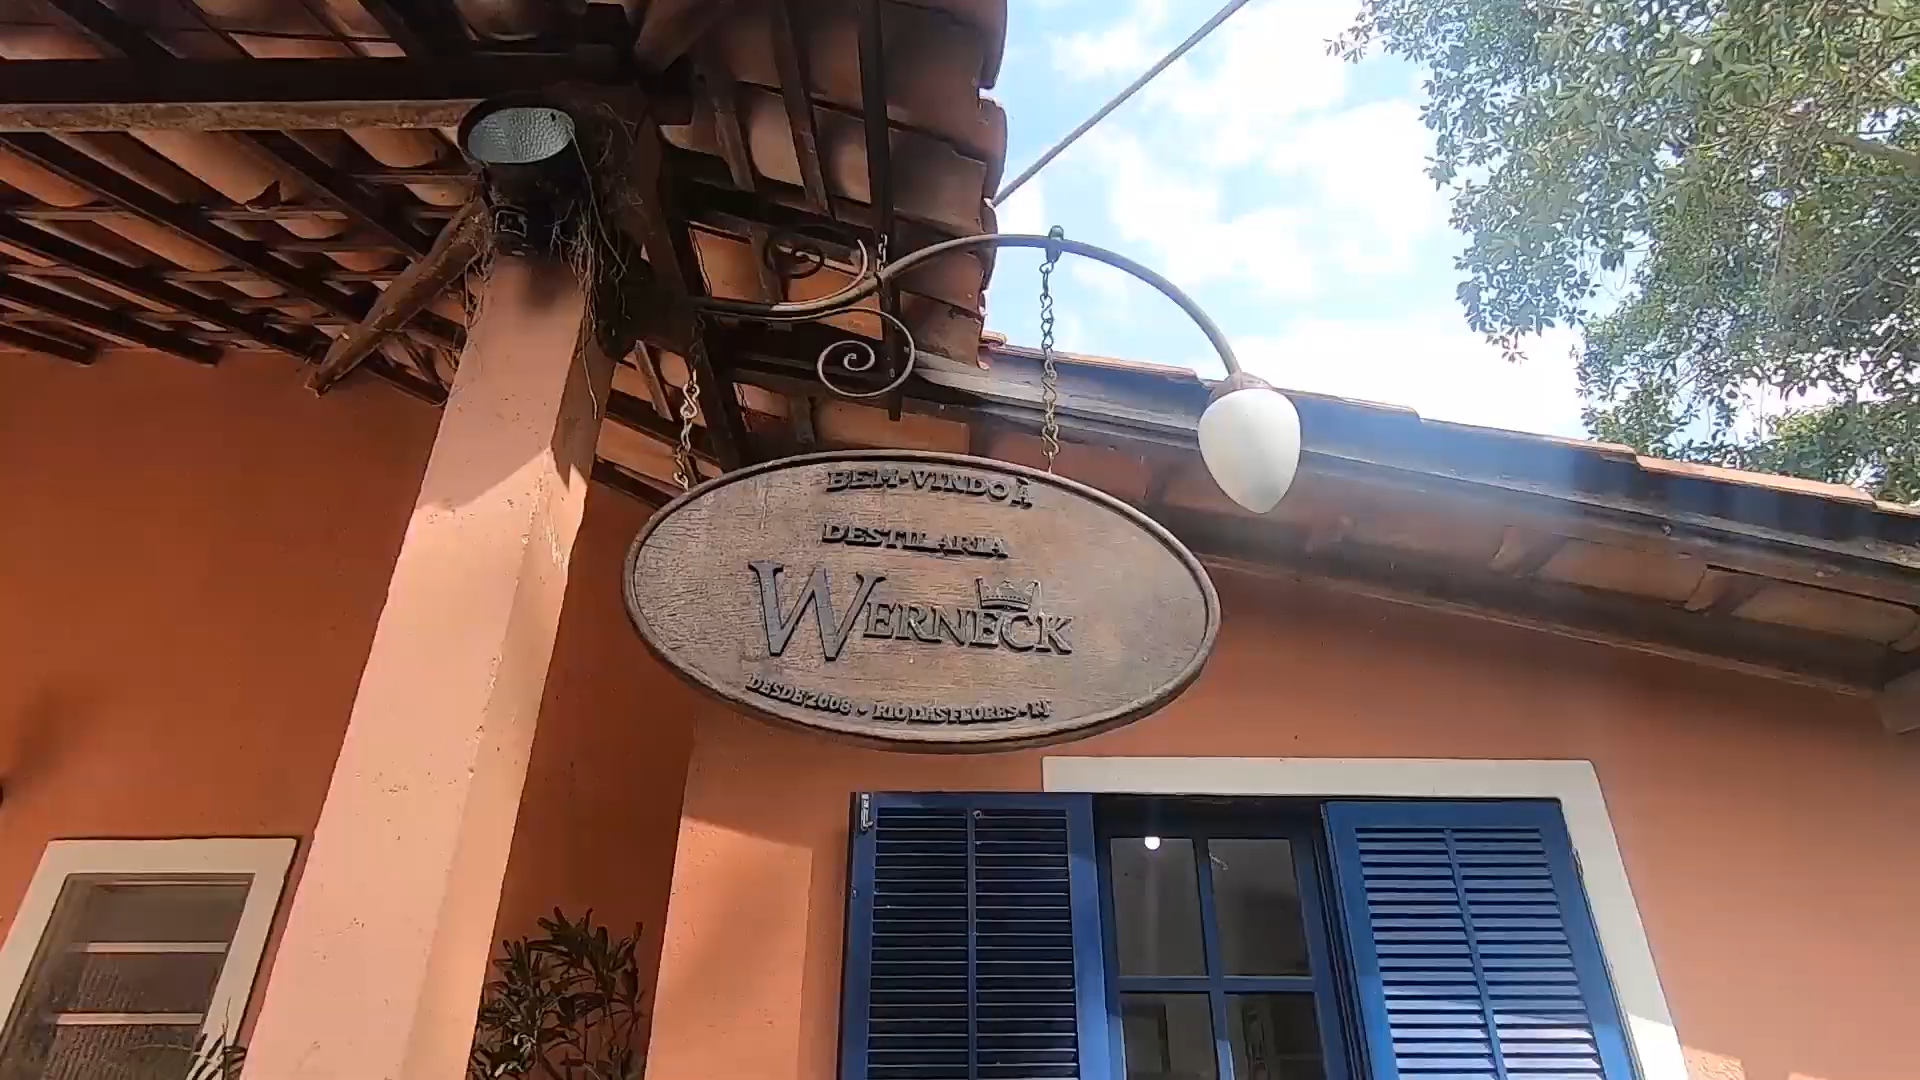 BEM-VINDO À
DESTILARIA
WERNECK
DESDE 2008 - RIO DAS FLORES - RJ